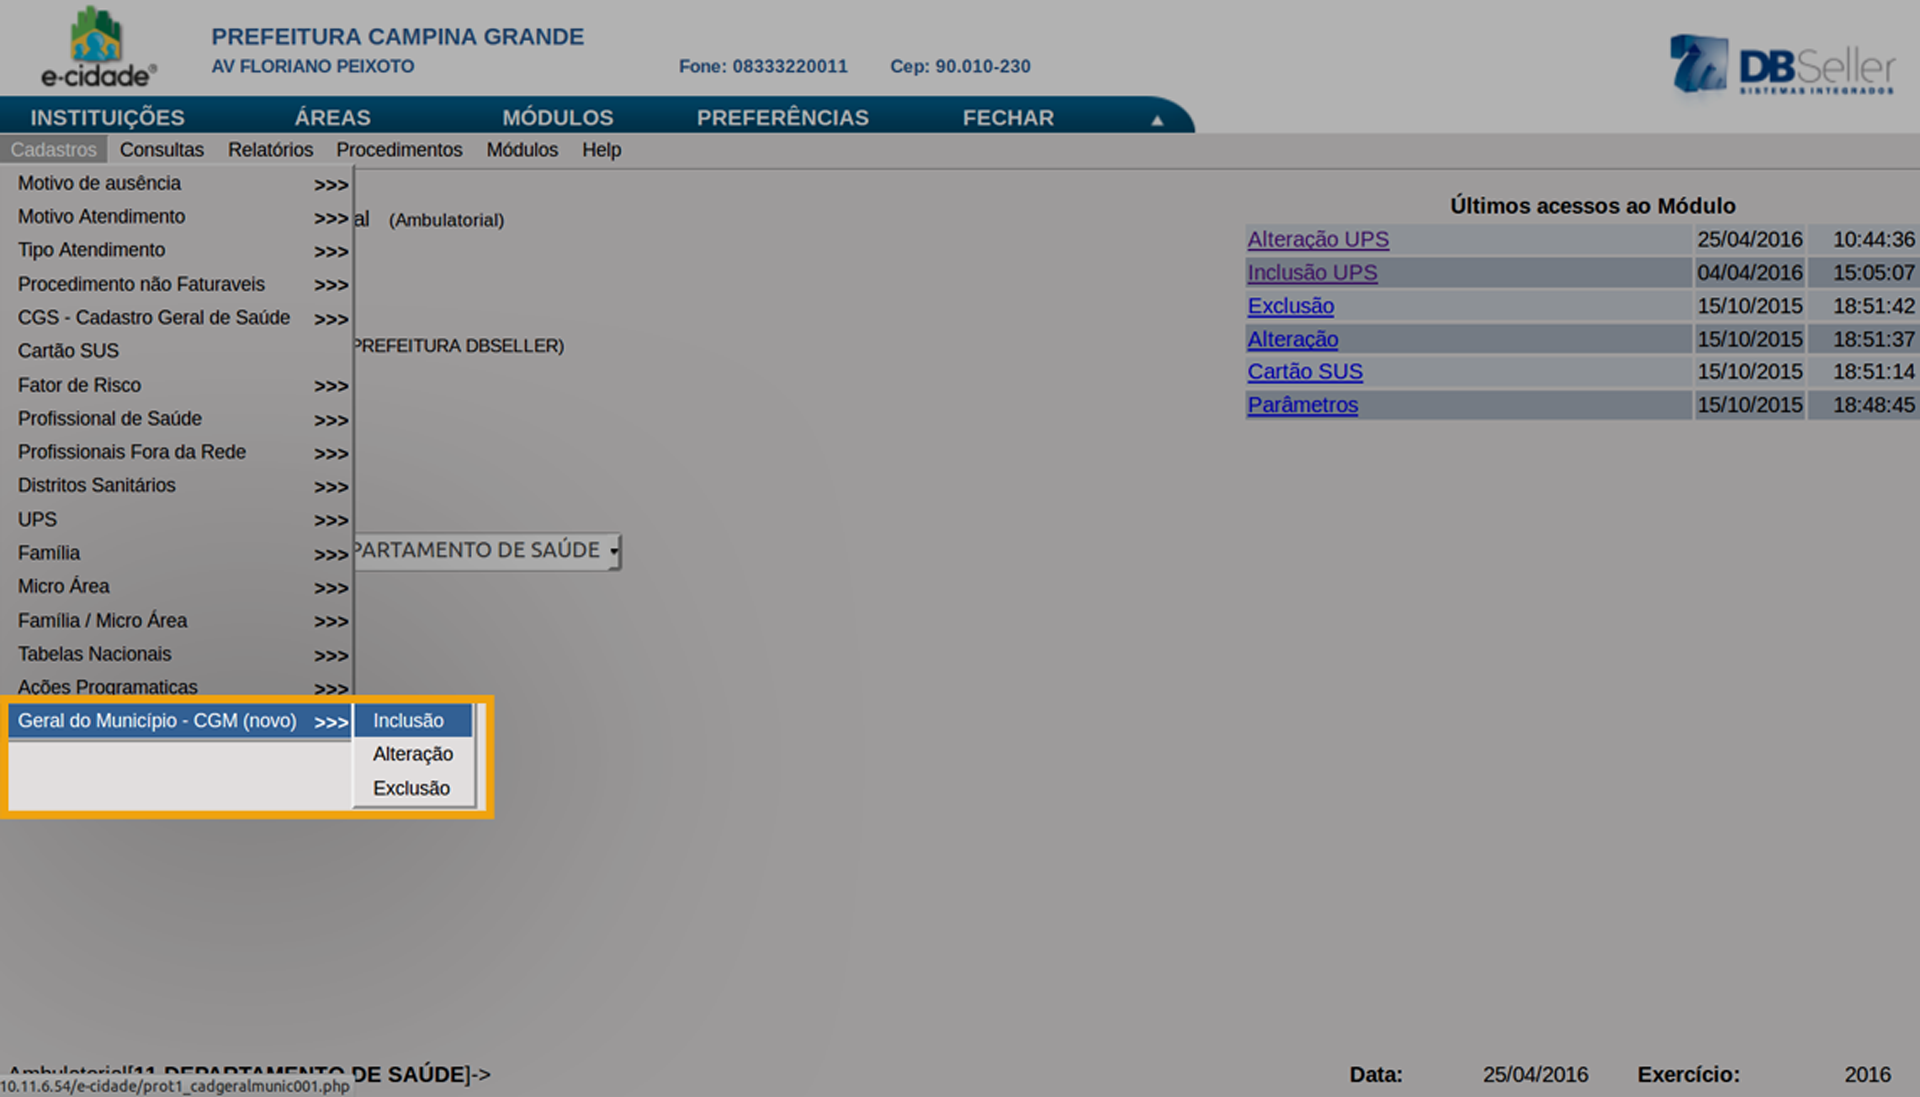 e-cidade®
PREFEITURA CAMPINA GRANDE
AV FLORIANO PEIXOTO Fone: 08333220011 Cep: 90.010-230
DBSeller
SISTEMAS INTEGRADOS
INSTITUIÇÕES ÁREAS MÓDULOS PREFERÊNCIAS FECHAR ▲
Cadastros Consultas Relatórios Procedimentos Módulos Help
Motivo de ausência >>>
Motivo Atendimento >>>
Tipo Atendimento >>>
Procedimento não Faturaveis >>>
CGS - Cadastro Geral de Saúde >>>
Cartão SUS
Fator de Risco >>>
Profissional de Saúde >>>
Profissionais Fora da Rede >>>
Distritos Sanitários >>>
UPS >>>
Família >>>
Micro Área >>>
Família / Micro Área >>>
Tabelas Nacionais >>>
Ações Programaticas >>>
Geral do Município - CGM (novo) >>>
Inclusão
Alteração
Exclusão
al (Ambulatorial)
PREFEITURA DBSELLER)
PARTAMENTO DE SAÚDE
Últimos acessos ao Módulo
Alteração UPS 25/04/2016 10:44:36
Inclusão UPS 04/04/2016 15:05:07
Exclusão 15/10/2015 18:51:42
Alteração 15/10/2015 18:51:37
Cartão SUS 15/10/2015 18:51:14
Parâmetros 15/10/2015 18:48:45
Ambulatorial[11-DEPARTAMENTO DE SAÚDE]-> Data: 25/04/2016 Exercício: 2016
10.11.6.54/e-cidade/prot1_cadgeralmunic001.php